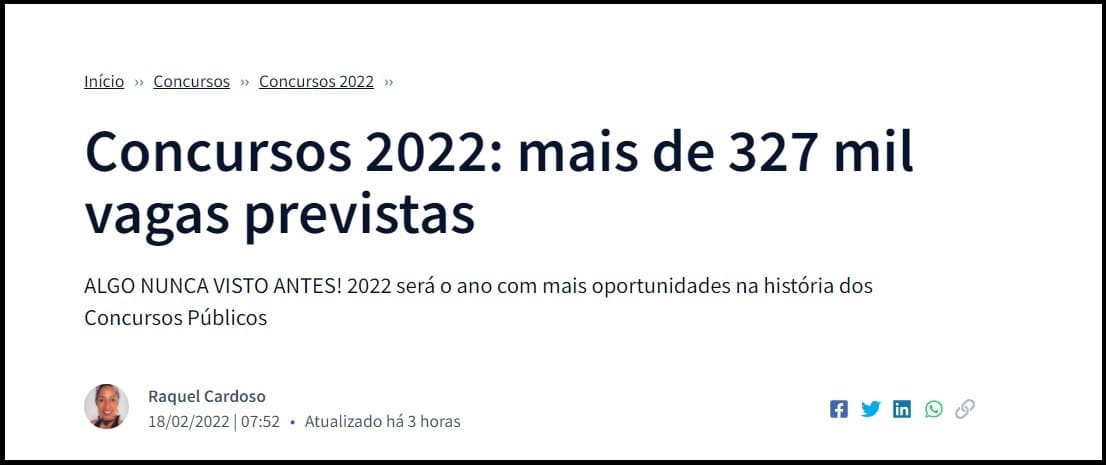 Início ›› Concursos ›› Concursos 2022 ››
Concursos 2022: mais de 327 mil
vagas previstas
ALGO NUNCA VISTO ANTES! 2022 será o ano com mais oportunidades na história dos
Concursos Públicos
Raquel Cardoso
18/02/2022 | 07:52 • Atualizado há 3 horas